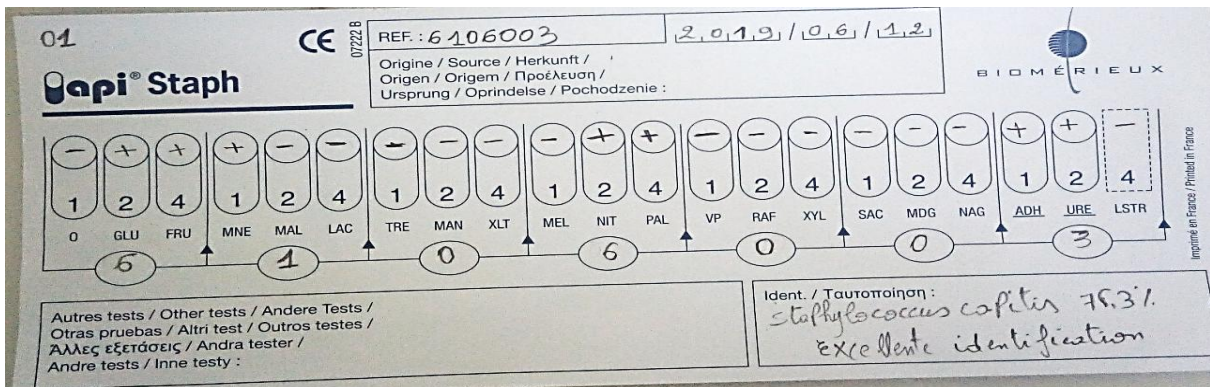 01
CE
07222 B
REF. : 6106003
2019/06/12
api® Staph
Origine / Source / Herkunft /
Origen / Origem / Προέλευση /
Ursprung / Oprindelse / Pochodzenie :
BIOMÉRIEUX
- + + + - - - - - - + + - - - - - - + + -
1 2 4 1 2 4 1 2 4 1 2 4 1 2 4 1 2 4 1 2 4
0 GLU FRU MNE MAL LAC TRE MAN XLT MEL NIT PAL VP RAF XYL SAC MDG NAG ADH URE LSTR
6 1 0 6 0 0 3
Imprimé en France / Printed in France
Autres tests / Other tests / Andere Tests /
Otras pruebas / Altri test / Outros testes /
Άλλες εξετάσεις / Andra tester /
Andre tests / Inne testy :
Ident. / Ταυτοποίηση :
Staphylococcus capitis 75.3%
Excellente identification